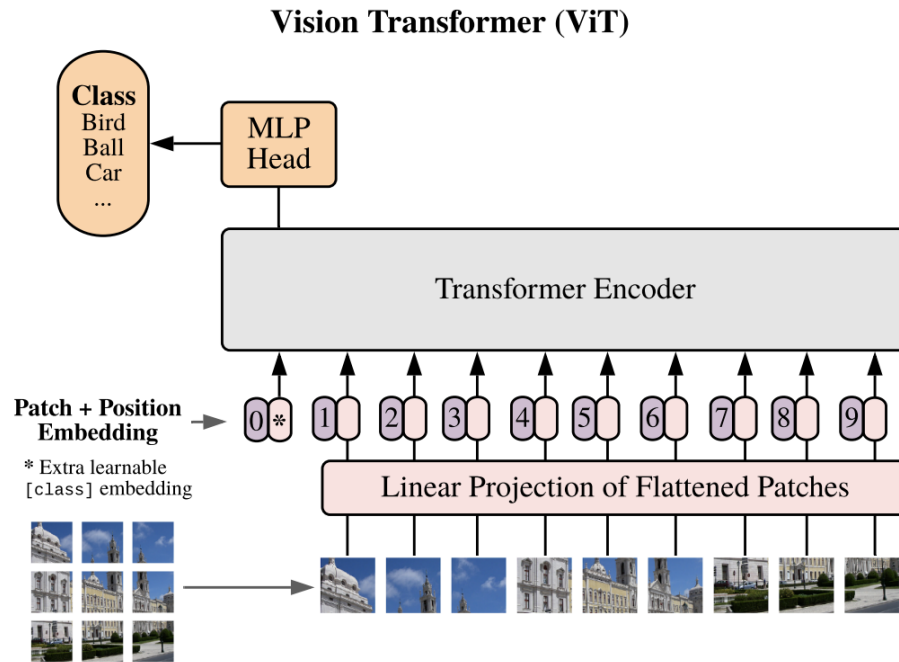 Vision Transformer (ViT)
Class
Bird
Ball
Car
...
MLP
Head
Transformer Encoder
Patch + Position
Embedding
0 * 1 2 3 4 5 6 7 8 9
* Extra learnable
[class] embedding
Linear Projection of Flattened Patches